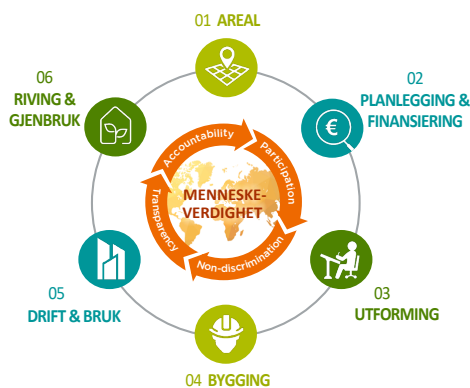 01 AREAL
02
PLANLEGGING &
FINANSIERING
€
03
UTFORMING
04 BYGGING
05
DRIFT & BRUK
06
RIVING &
GJENBRUK
Accountability
Participation
Non-discrimination
Transparency
MENNESKE-
VERDIGHET